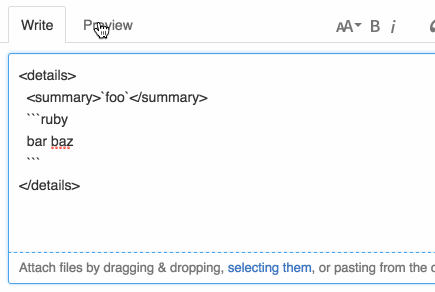 Write Preview AA B i
<details>
<summary>`foo`</summary>
```ruby
bar baz
```
</details>
Attach files by dragging & dropping, selecting them, or pasting from the